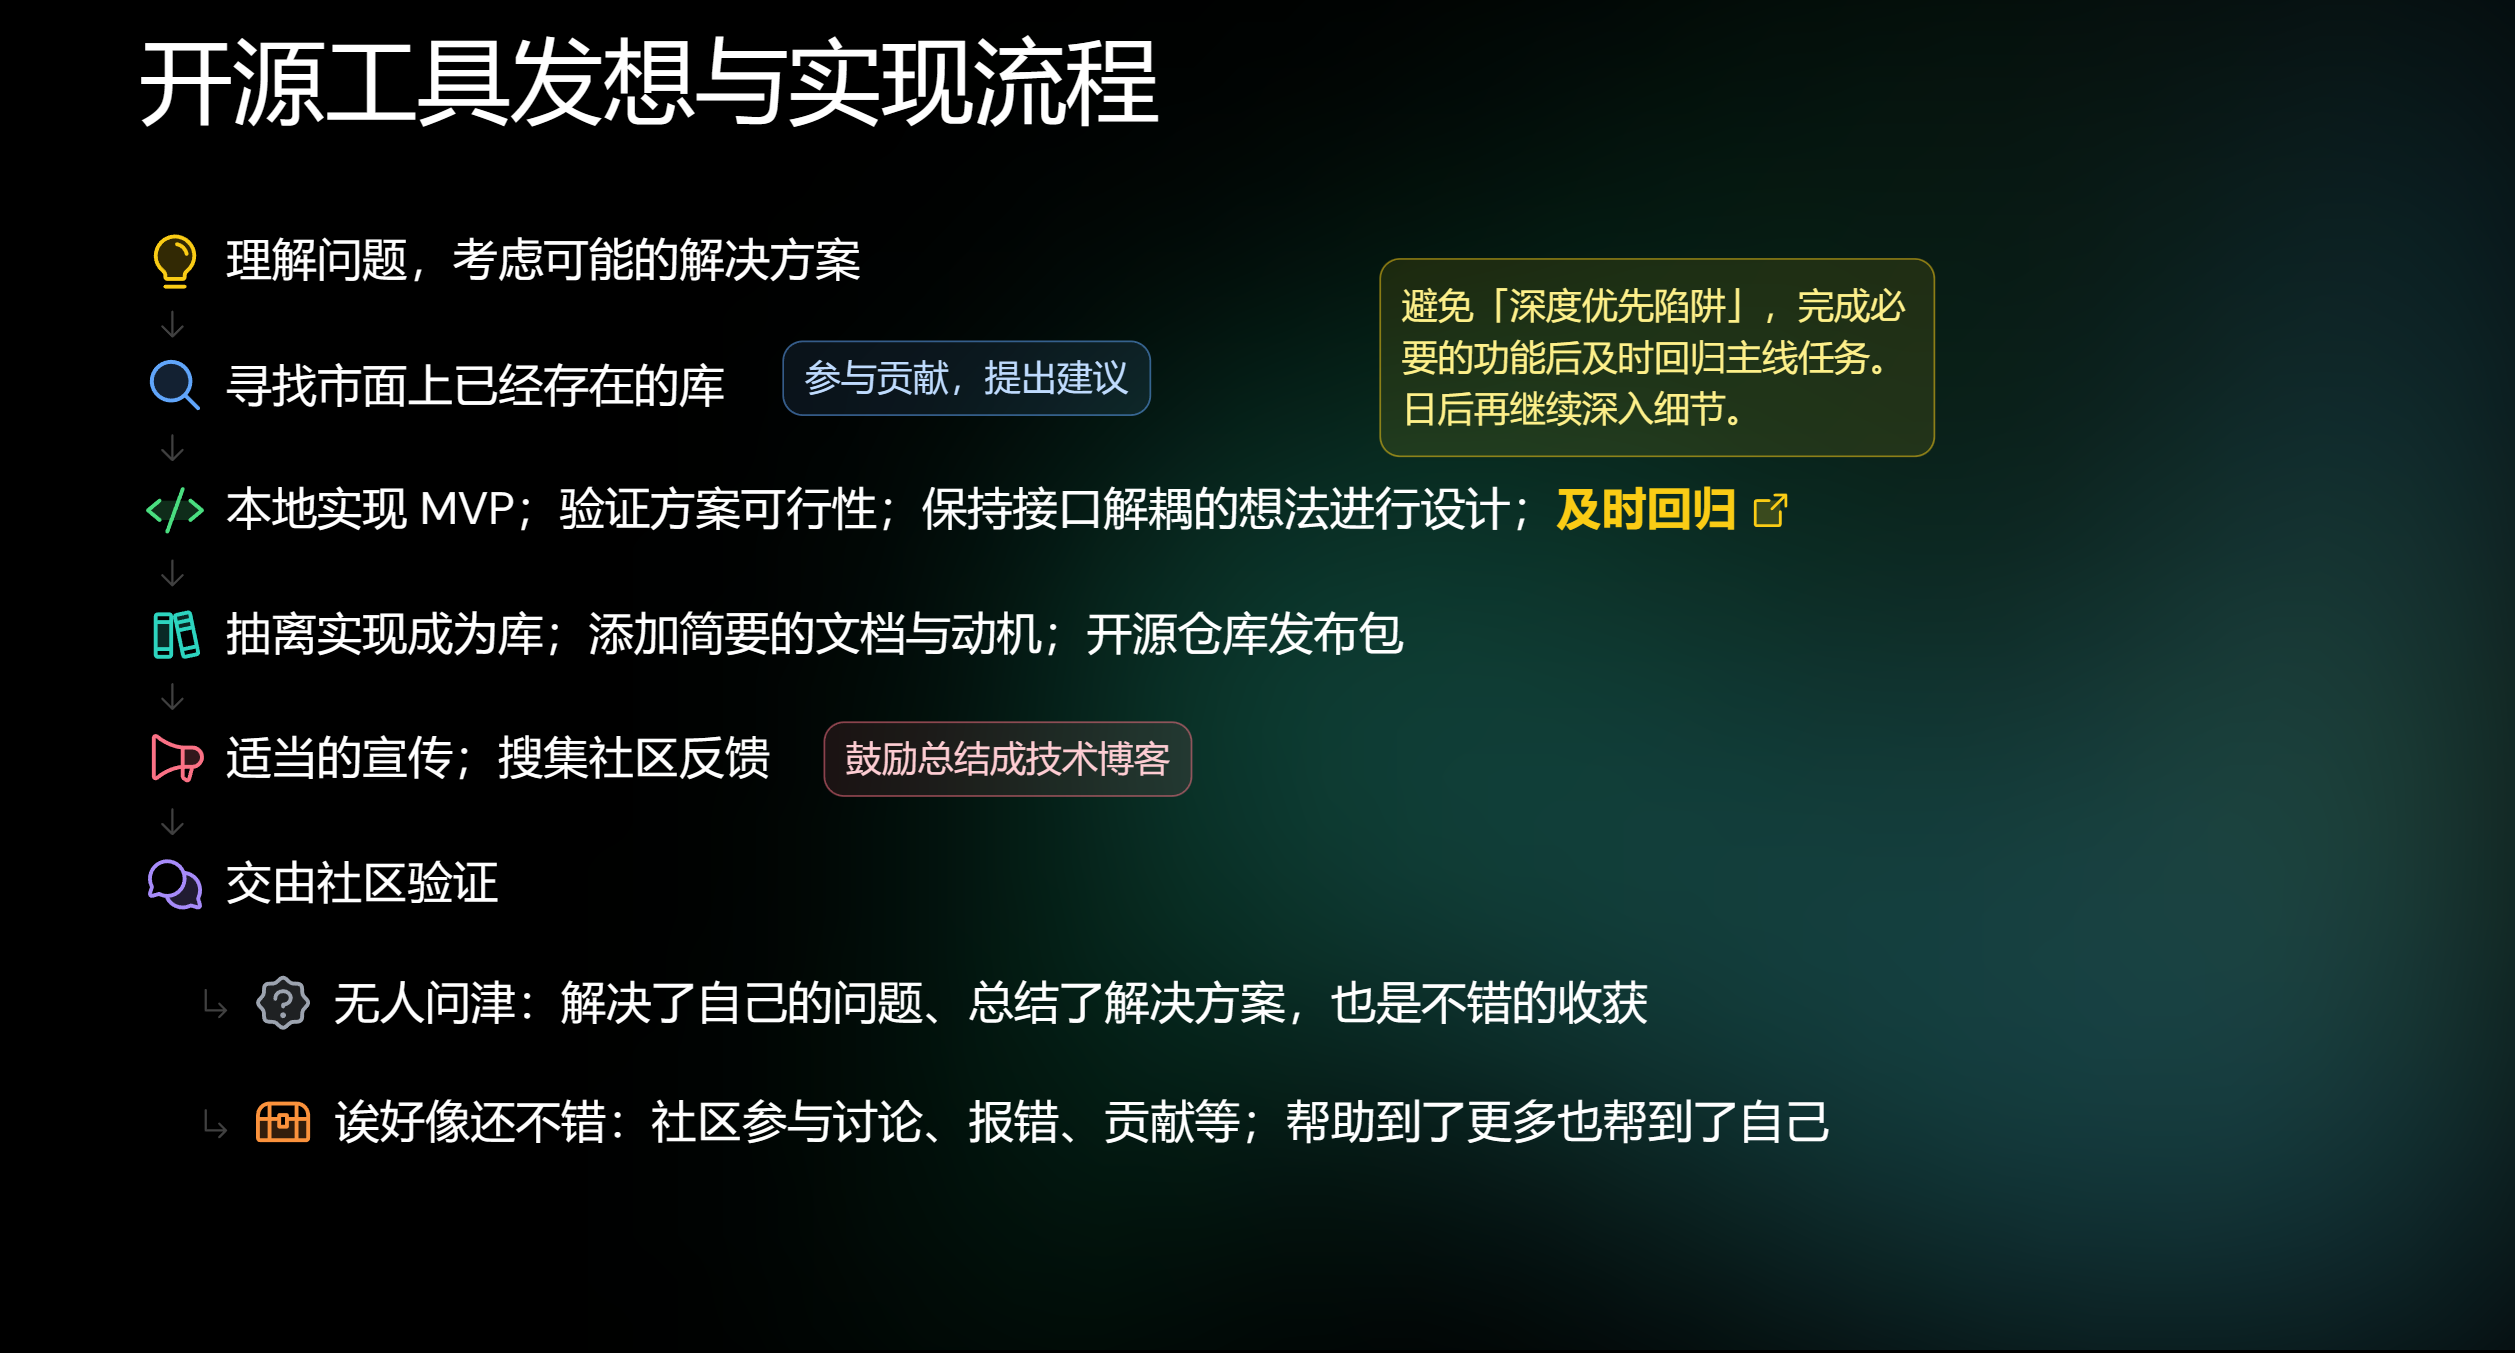 开源工具发想与实现流程
理解问题，考虑可能的解决方案
寻找市面上已经存在的库
参与贡献，提出建议
避免「深度优先陷阱」，完成必
要的功能后及时回归主线任务。
日后再继续深入细节。
本地实现 MVP；验证方案可行性；保持接口解耦的想法进行设计；及时回归
抽离实现成为库；添加简要的文档与动机；开源仓库发布包
适当的宣传；搜集社区反馈
鼓励总结成技术博客
交由社区验证
无人问津：解决了自己的问题、总结了解决方案，也是不错的收获
诶好像还不错：社区参与讨论、报错、贡献等；帮助到了更多也帮到了自己